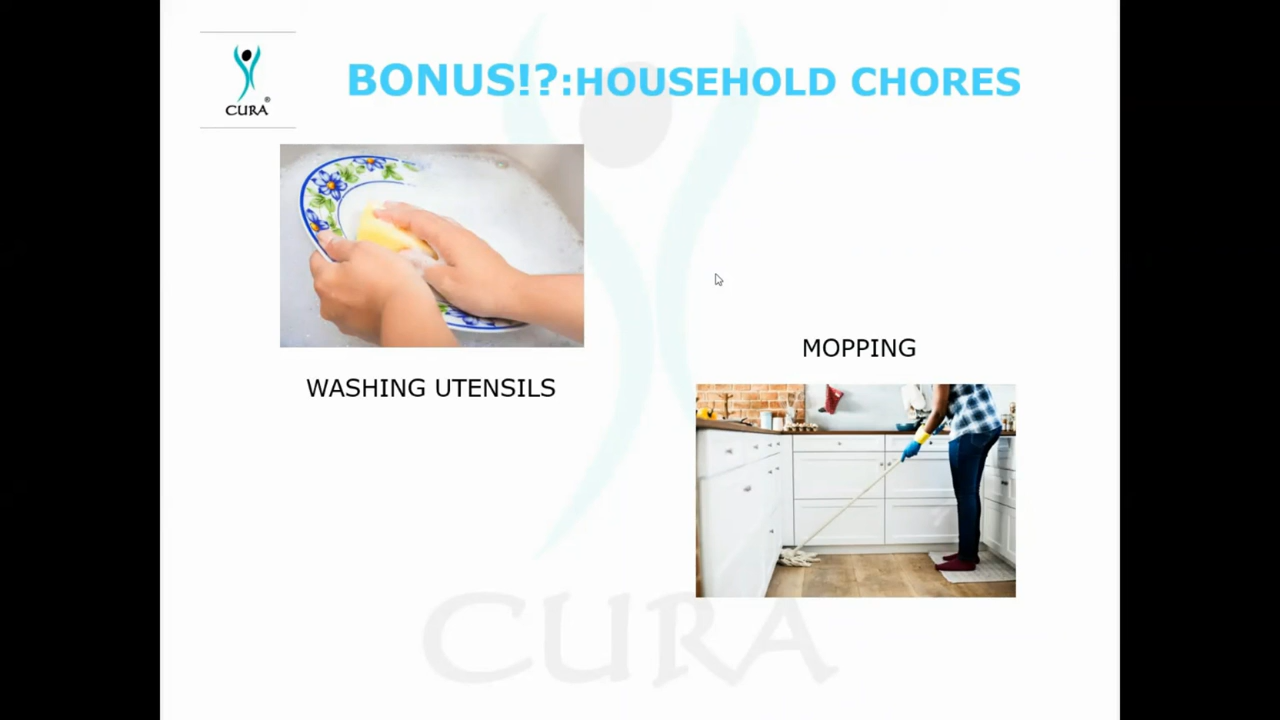 CURA®
BONUS!?:HOUSEHOLD CHORES
MOPPING
WASHING UTENSILS
CURA